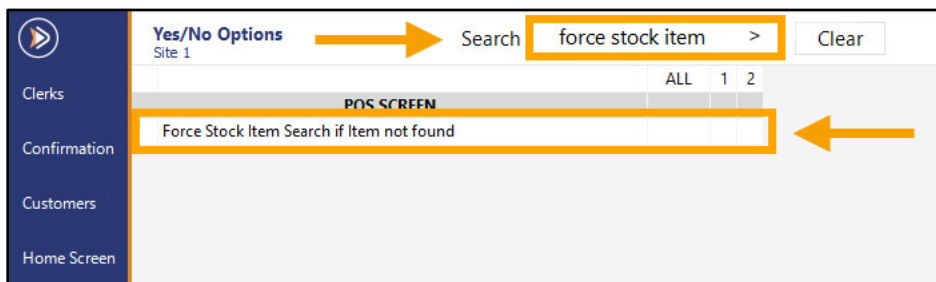 Yes/No Options
Site 1
Search force stock item > Clear
ALL 1 2
POS SCREEN
Force Stock Item Search if Item not found
Clerks
Confirmation
Customers
Home Screen